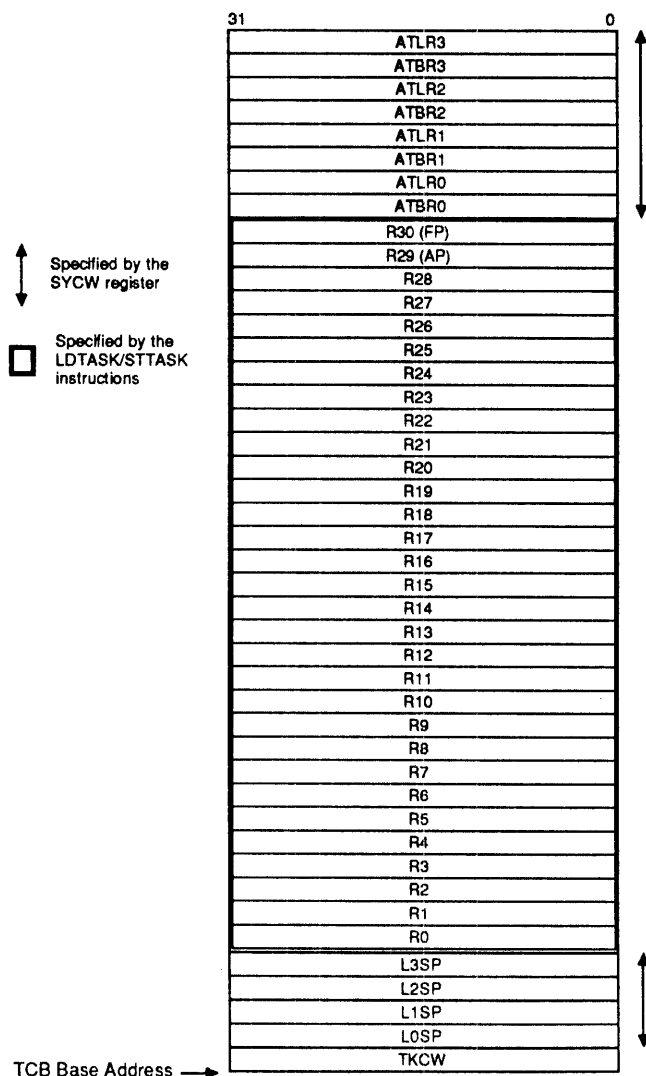 31 0
ATLR3
ATBR3
ATLR2
ATBR2
ATLR1
ATBR1
ATLR0
ATBR0
R30 (FP)
R29 (AP)
R28
R27
R26
R25
R24
R23
R22
R21
R20
R19
R18
R17
R16
R15
R14
R13
R12
R11
R10
R9
R8
R7
R6
R5
R4
R3
R2
R1
R0
L3SP
L2SP
L1SP
L0SP
TKCW
Specified by the
SYCW register
Specified by the
LDTASK/STTASK
instructions
TCB Base Address